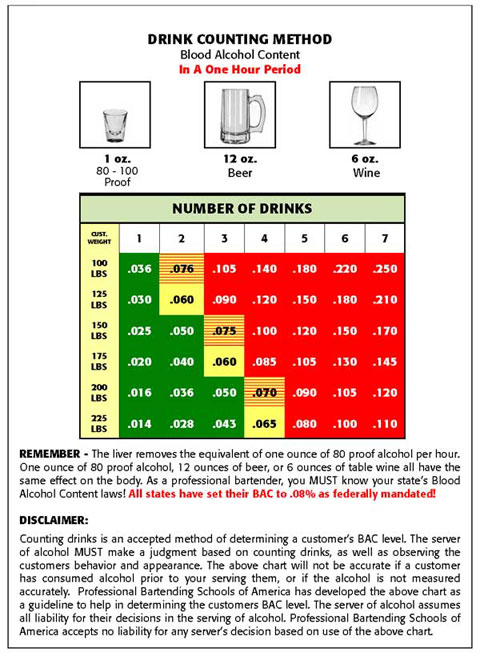 DRINK COUNTING METHOD
Blood Alcohol Content
In A One Hour Period
1 oz.
80 - 100
Proof
12 oz.
Beer
6 oz.
Wine
NUMBER OF DRINKS
CUST. WEIGHT 1 2 3 4 5 6 7
100 LBS .036 .076 .105 .140 .180 .220 .250
125 LBS .030 .060 .090 .120 .150 .180 .210
150 LBS .025 .050 .075 .100 .120 .150 .170
175 LBS .020 .040 .060 .085 .105 .130 .145
200 LBS .016 .036 .050 .070 .090 .105 .120
225 LBS .014 .028 .043 .065 .080 .100 .110
REMEMBER - The liver removes the equivalent of one ounce of 80 proof alcohol per hour.
One ounce of 80 proof alcohol, 12 ounces of beer, or 6 ounces of table wine all have the
same effect on the body. As a professional bartender, you MUST know your state's Blood
Alcohol Content laws! All states have set their BAC to .08% as federally mandated!
DISCLAIMER:
Counting drinks is an accepted method of determining a customer's BAC level. The server
of alcohol MUST make a judgment based on counting drinks, as well as observing the
customers behavior and appearance. The above chart will not be accurate if a customer
has consumed alcohol prior to your serving them, or if the alcohol is not measured
accurately. Professional Bartending Schools of America has developed the above chart as
a guideline to help in determining the customers BAC level. The server of alcohol assumes
all liability for their decisions in the serving of alcohol. Professional Bartending Schools of
America accepts no liability for any server's decision based on use of the above chart.